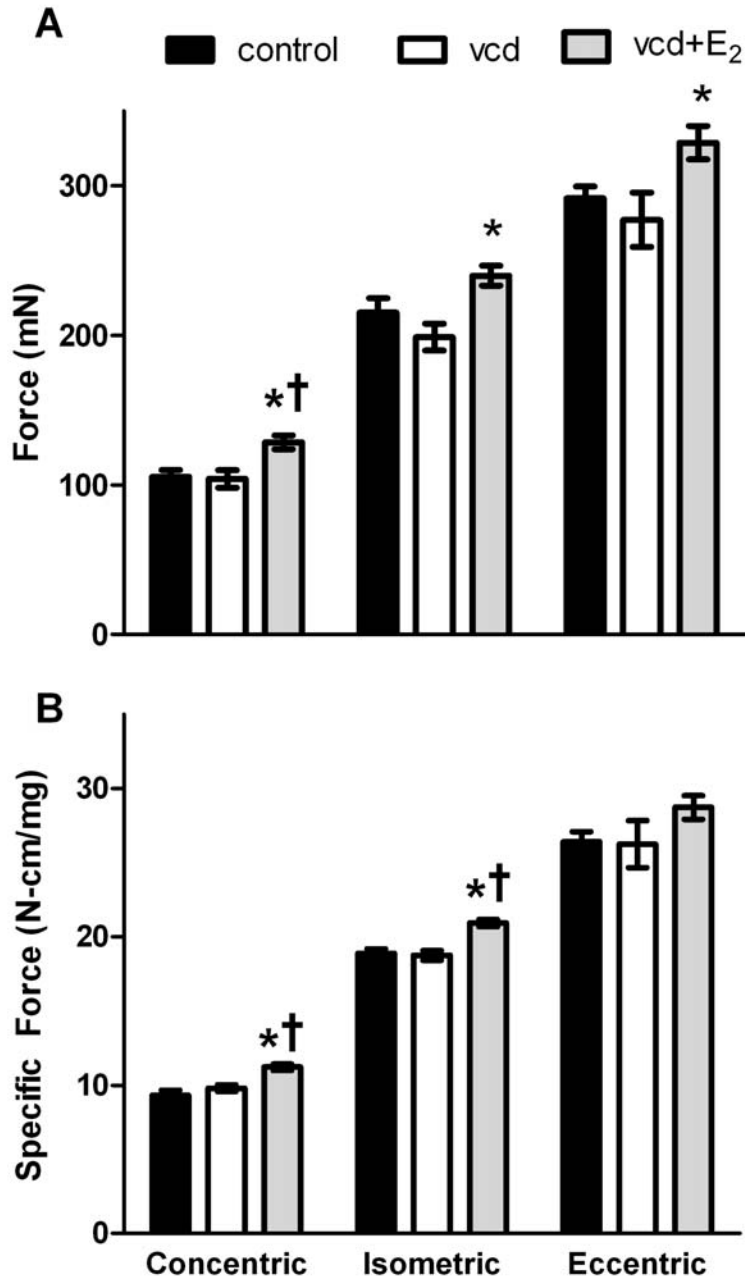 A
control vcd vcd+E₂
*
300
*
Force (mN)
200
*†
100
0
B
30
*†
Specific Force (N-cm/mg)
20
*†
10
0
Concentric Isometric Eccentric